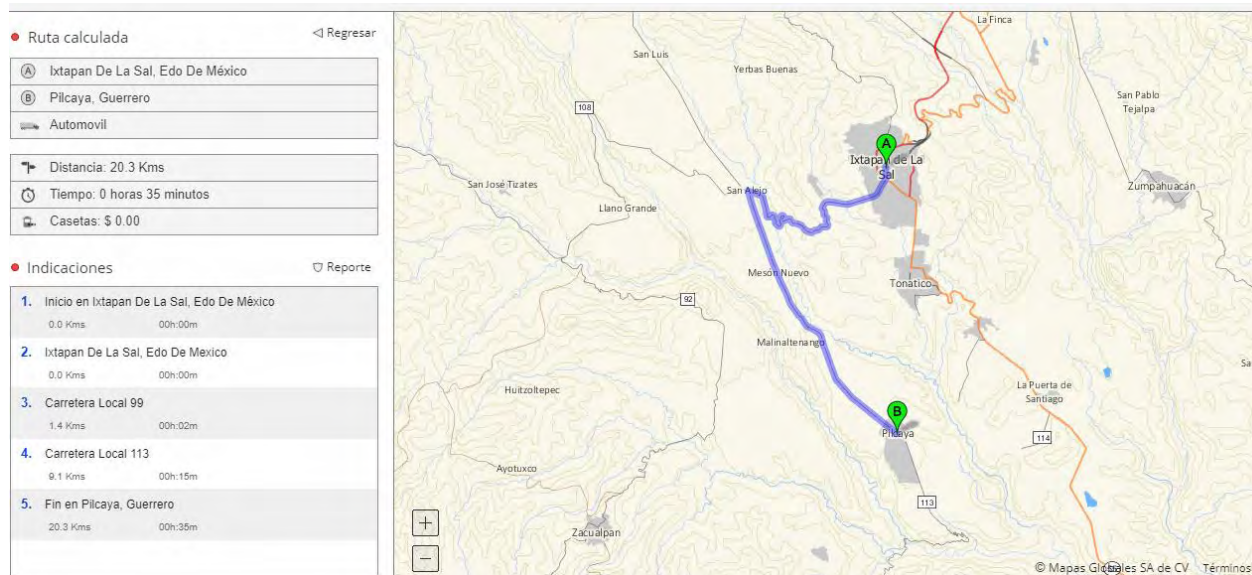 Ruta calculada
Regresar
A Ixtapan De La Sal, Edo De México
B Pilcaya, Guerrero
Automovil
Distancia: 20.3 Kms
Tiempo: 0 horas 35 minutos
Casetas: $ 0.00
Indicaciones
Reporte
1. Inicio en Ixtapan De La Sal, Edo De México
0.0 Kms 00h:00m
2. Ixtapan De La Sal, Edo De Mexico
0.0 Kms 00h:00m
3. Carretera Local 99
1.4 Kms 00h:02m
4. Carretera Local 113
9.1 Kms 00h:15m
5. Fin en Pilcaya, Guerrero
20.3 Kms 00h:35m
La Finca
San Luis
Yerbas Buenas
San Pablo
Tejalpa
108
A
Ixtapan de La
Sal
San José Tizates
San Alejo
Zumpahuacán
Llano Grande
Mesón Nuevo
Tonatico
92
Malinaltenango
Huitzoltepec
La Puerta de
Santiago
B
Pilcaya
114
Ayotuxco
113
Zacualpan
+
−
© Mapas Globales SA de CV
Términos